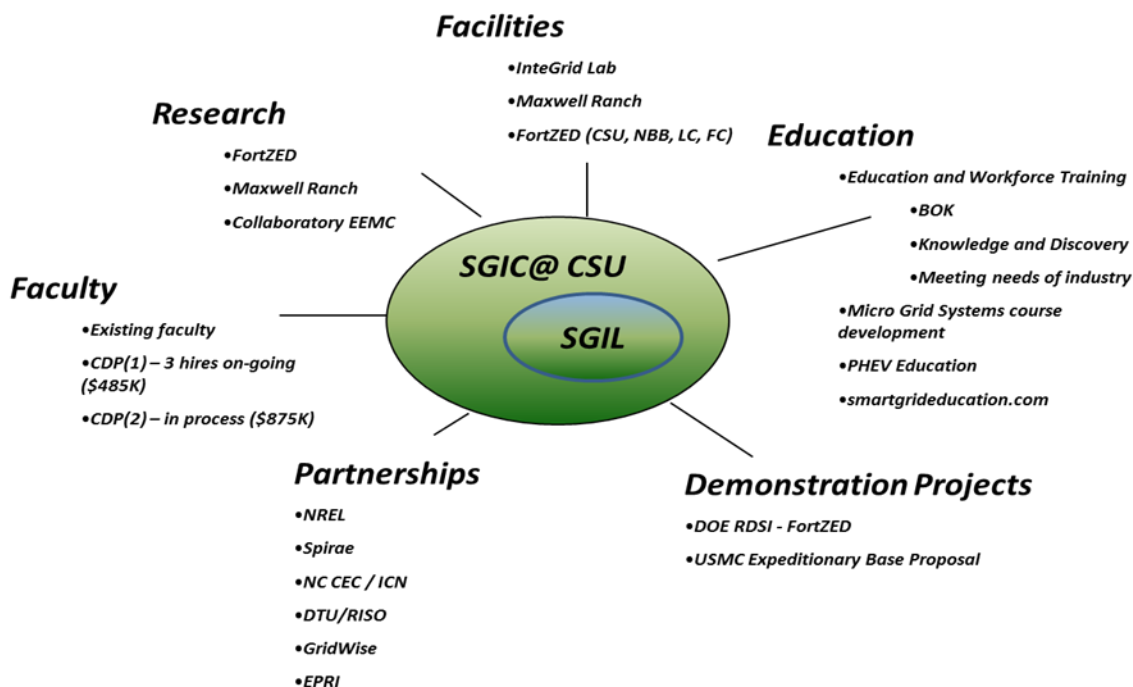 Facilities
•InteGrid Lab
•Maxwell Ranch
•FortZED (CSU, NBB, LC, FC)
Research
•FortZED
•Maxwell Ranch
•Collaboratory EEMC
Education
•Education and Workforce Training
•BOK
•Knowledge and Discovery
•Meeting needs of industry
•Micro Grid Systems course
development
•PHEV Education
•smartgrideducation.com
SGIC@ CSU
SGIL
Faculty
•Existing faculty
•CDP(1) – 3 hires on-going
($485K)
•CDP(2) – in process ($875K)
Partnerships
•NREL
•Spirae
•NC CEC / ICN
•DTU/RISO
•GridWise
•EPRI
Demonstration Projects
•DOE RDSI - FortZED
•USMC Expeditionary Base Proposal